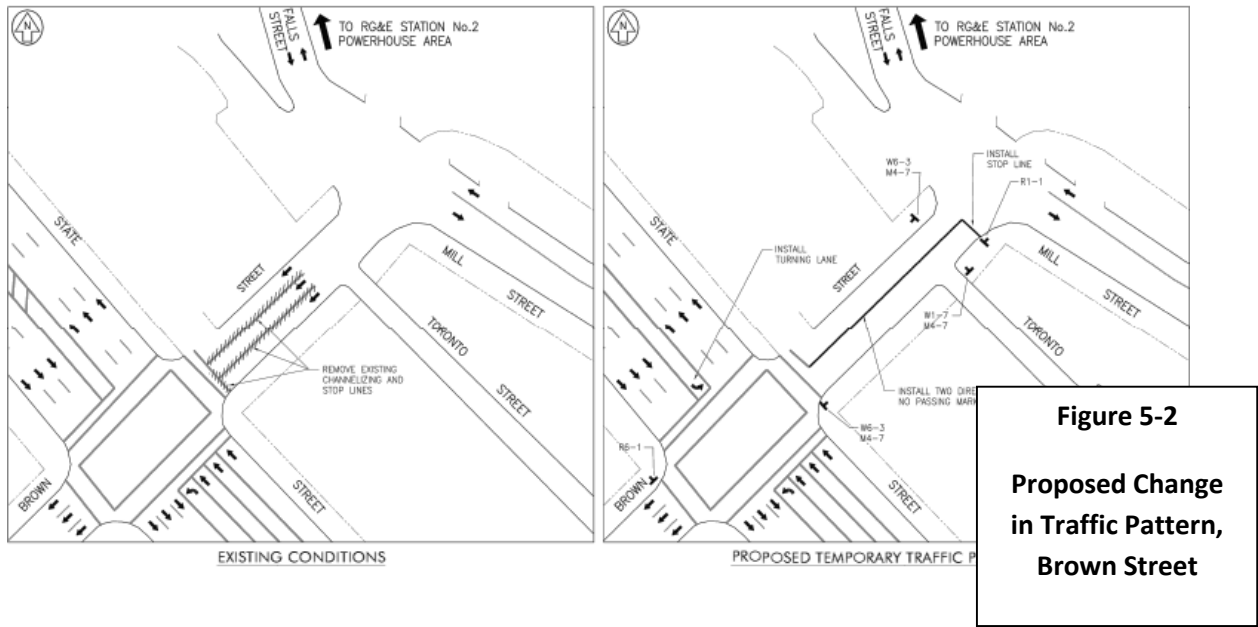 N
FALLS
STREET
TO RG&E STATION No.2
POWERHOUSE AREA
STATE
STREET
MILL
STREET
TORONTO
STREET
REMOVE EXISTING
CHANNELIZING AND
STOP LINES
BROWN
STREET
EXISTING CONDITIONS
N
FALLS
STREET
TO RG&E STATION No.2
POWERHOUSE AREA
W6-3
M4-7
INSTALL
STOP LINE
R1-1
STATE
INSTALL
TURNING LANE
STREET
MILL
STREET
W1-7
M4-7
TORONTO
INSTALL TWO DIRE
NO PASSING MARK
W6-3
M4-7
R6-1
BROWN
STREET
PROPOSED TEMPORARY TRAFFIC P
Figure 5-2
Proposed Change
in Traffic Pattern,
Brown Street